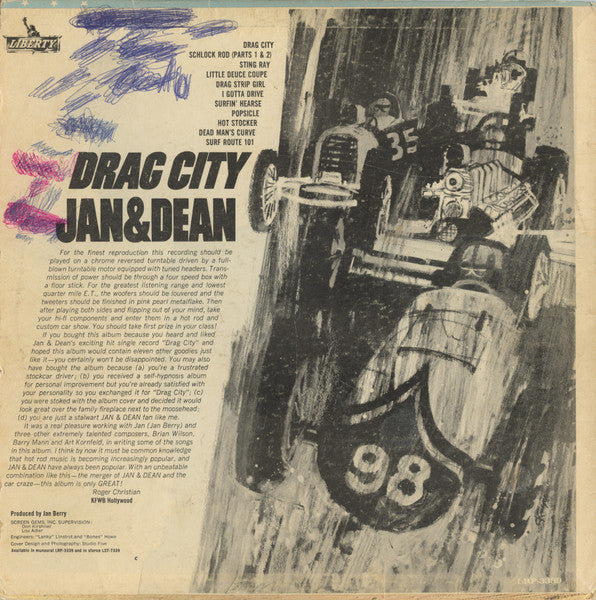 LIBERTY
DRAG CITY
SCHLOCK ROD (PARTS 1 & 2)
STING RAY
LITTLE DEUCE COUPE
DRAG STRIP GIRL
I GOTTA DRIVE
SURFIN' HEARSE
POPSICLE
HOT STOCKER
DEAD MAN'S CURVE
SURF ROUTE 101
35
DRAG CITY
JAN&DEAN
For the finest reproduction this recording should be
played on a chrome reversed turntable driven by a full-
blown turntable motor equipped with tuned headers. Trans-
mission of power should be through a four speed box with
a floor stick. For the greatest listening range and lowest
quarter mile E.T., the woofers should be louvered and the
tweeters should be finished in pink pearl metalflake. Then
after playing both sides and flipping out of your mind, take
your hi-fi components and enter them in a hot rod and
custom car show. You should take first prize in your class!
If you bought this album because you heard and liked
Jan & Dean's exciting hit single record "Drag City" and
hoped this album would contain eleven other goodies just
like it—you certainly won't be disappointed. You may also
have bought the album because (a) you're a frustrated
stockcar driver; (b) you received a self-hypnosis album
for personal improvement but you're already satisfied with
your personality so you exchanged it for "Drag City"; (c)
you were stoked with the album cover and decided it would
look great over the family fireplace next to the moosehead;
(d) you are just a stalwart JAN & DEAN fan like me.
It was a real pleasure working with Jan (Jan Berry) and
three other extremely talented composers, Brian Wilson,
Barry Mann and Art Kornfeld, in writing some of the songs
in this album. I think by now it must be common knowledge
that hot rod music is becoming increasingly popular, and
JAN & DEAN have always been popular. With an unbeatable
combination like this—the merger of JAN & DEAN and the
car craze—this album is only GREAT!
Roger Christian
KFWB Hollywood
98
Produced by Jan Berry
SCREEN GEMS, INC. SUPERVISION:
Don Kirshner
Lou Adler
Engineers: "Lanky" Linstrot and "Bones" Howe
Cover Design and Photography: Studio Five
Available in monaural LRP-3339 and in stereo LST-7339
C
LRP-3339